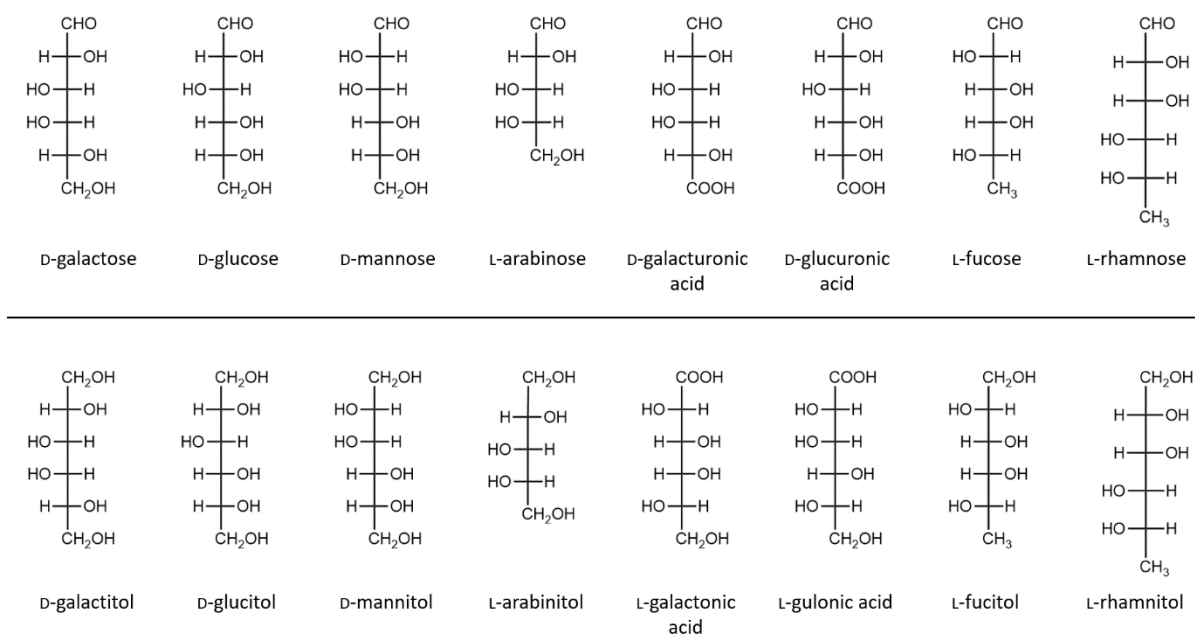 CHO
H OH
HO H
HO H
H OH
CH₂OH
D-galactose
CHO
H OH
HO H
H OH
H OH
CH₂OH
D-glucose
CHO
HO H
HO H
H OH
H OH
CH₂OH
D-mannose
CHO
H OH
HO H
HO H
CH₂OH
L-arabinose
CHO
H OH
HO H
HO H
H OH
COOH
D-galacturonic
acid
CHO
H OH
HO H
H OH
H OH
COOH
D-glucuronic
acid
CHO
HO H
H OH
H OH
HO H
CH₃
L-fucose
CHO
H OH
H OH
HO H
HO H
CH₃
L-rhamnose
CH₂OH
H OH
HO H
HO H
H OH
CH₂OH
D-galactitol
CH₂OH
H OH
HO H
H OH
H OH
CH₂OH
D-glucitol
CH₂OH
HO H
HO H
H OH
H OH
CH₂OH
D-mannitol
CH₂OH
H OH
HO H
HO H
CH₂OH
L-arabinitol
COOH
HO H
H OH
H OH
HO H
CH₂OH
L-galactonic
acid
COOH
HO H
HO H
H OH
HO H
CH₂OH
L-gulonic acid
CH₂OH
HO H
H OH
H OH
HO H
CH₃
L-fucitol
CH₂OH
H OH
H OH
HO H
HO H
CH₃
L-rhamnitol